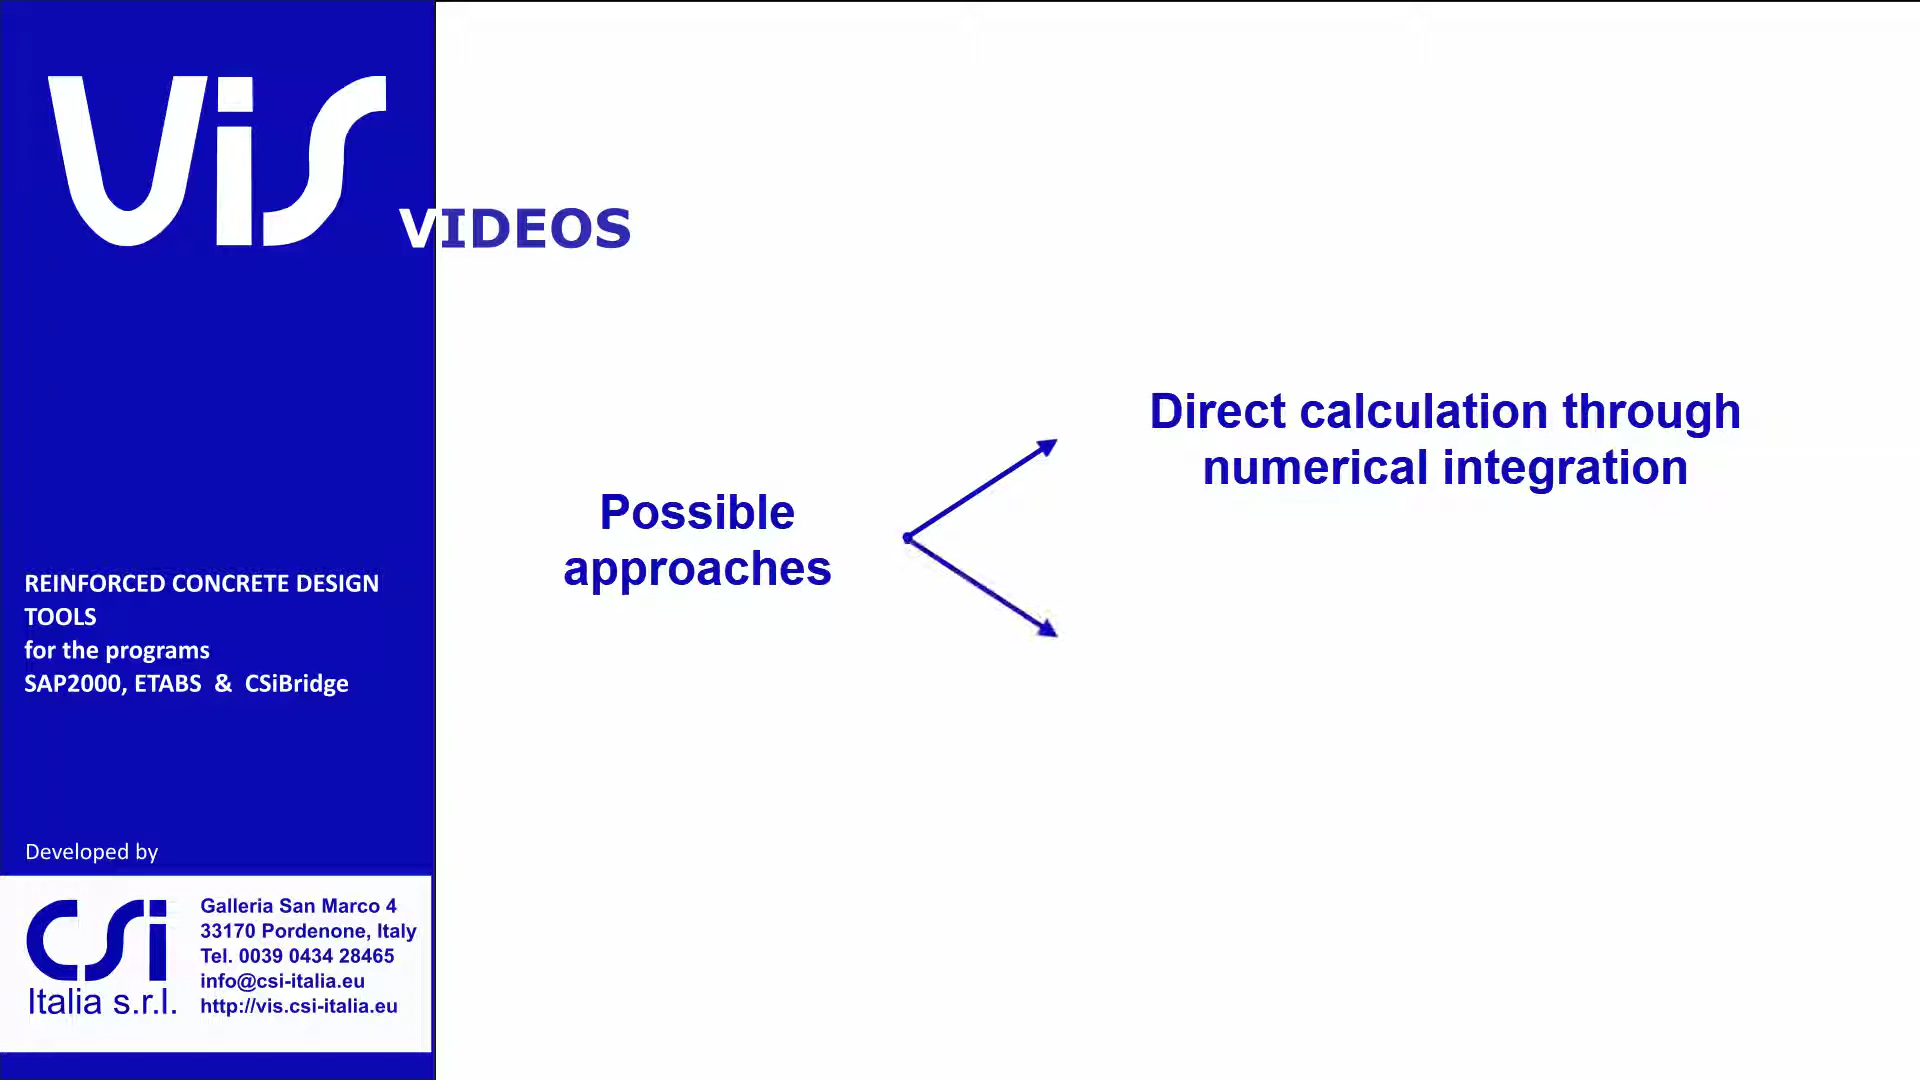 ViS
VIDEOS
REINFORCED CONCRETE DESIGN
TOOLS
for the programs
SAP2000, ETABS & CSiBridge
Developed by
CSi
Italia s.r.l.
Galleria San Marco 4
33170 Pordenone, Italy
Tel. 0039 0434 28465
info@csi-italia.eu
http://vis.csi-italia.eu
Possible
approaches
Direct calculation through
numerical integration